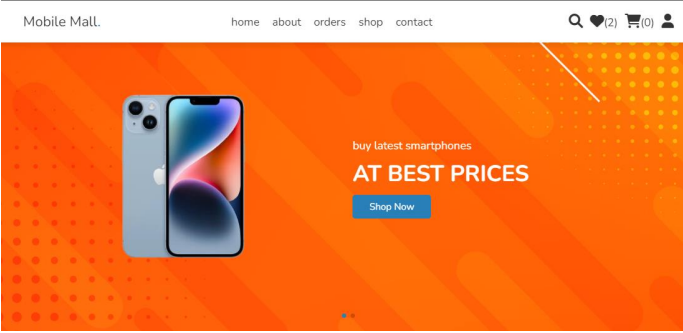 Mobile Mall.
home about orders shop contact
(2) (0)
buy latest smartphones
AT BEST PRICES
Shop Now